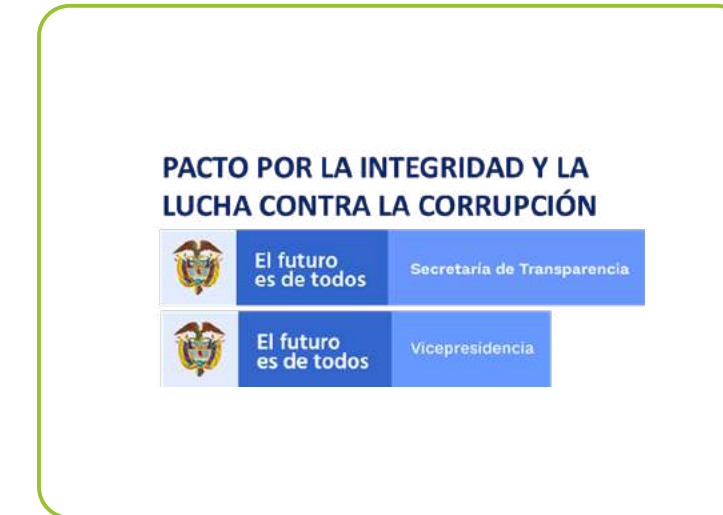 PACTO POR LA INTEGRIDAD Y LA
LUCHA CONTRA LA CORRUPCIÓN
El futuro
es de todos
Secretaría de Transparencia
El futuro
es de todos
Vicepresidencia